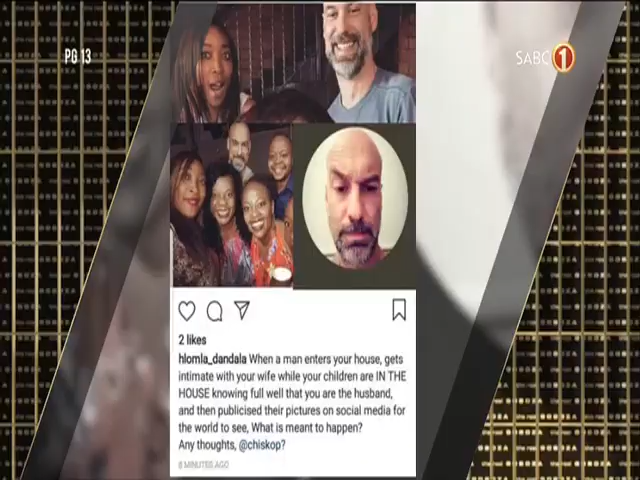 PG 13
SABC 1
2 likes
hlomla_dandala When a man enters your house, gets
intimate with your wife while your children are IN THE
HOUSE knowing full well that you are the husband,
and then publicised their pictures on social media for
the world to see, What is meant to happen?
Any thoughts, @chiskop?
8 MINUTES AGO